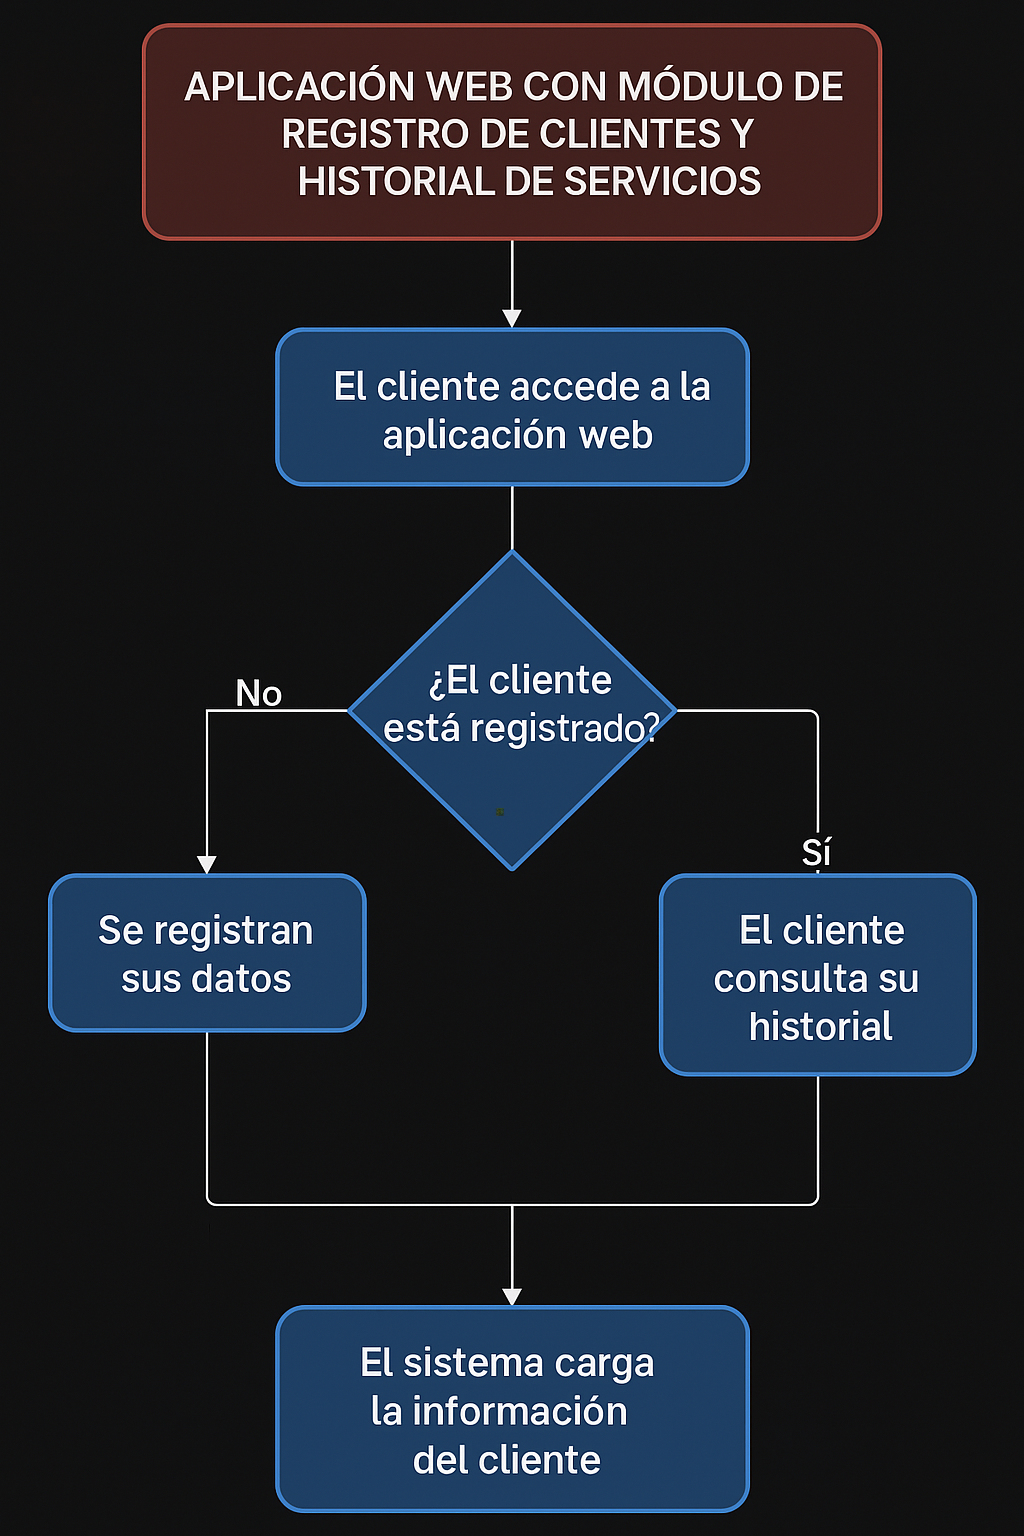 APLICACIÓN WEB CON MÓDULO DE
REGISTRO DE CLIENTES Y
HISTORIAL DE SERVICIOS
El cliente accede a la
aplicación web
¿El cliente
está registrado?
No
Sí
Se registran
sus datos
El cliente
consulta su
historial
El sistema carga
la información
del cliente